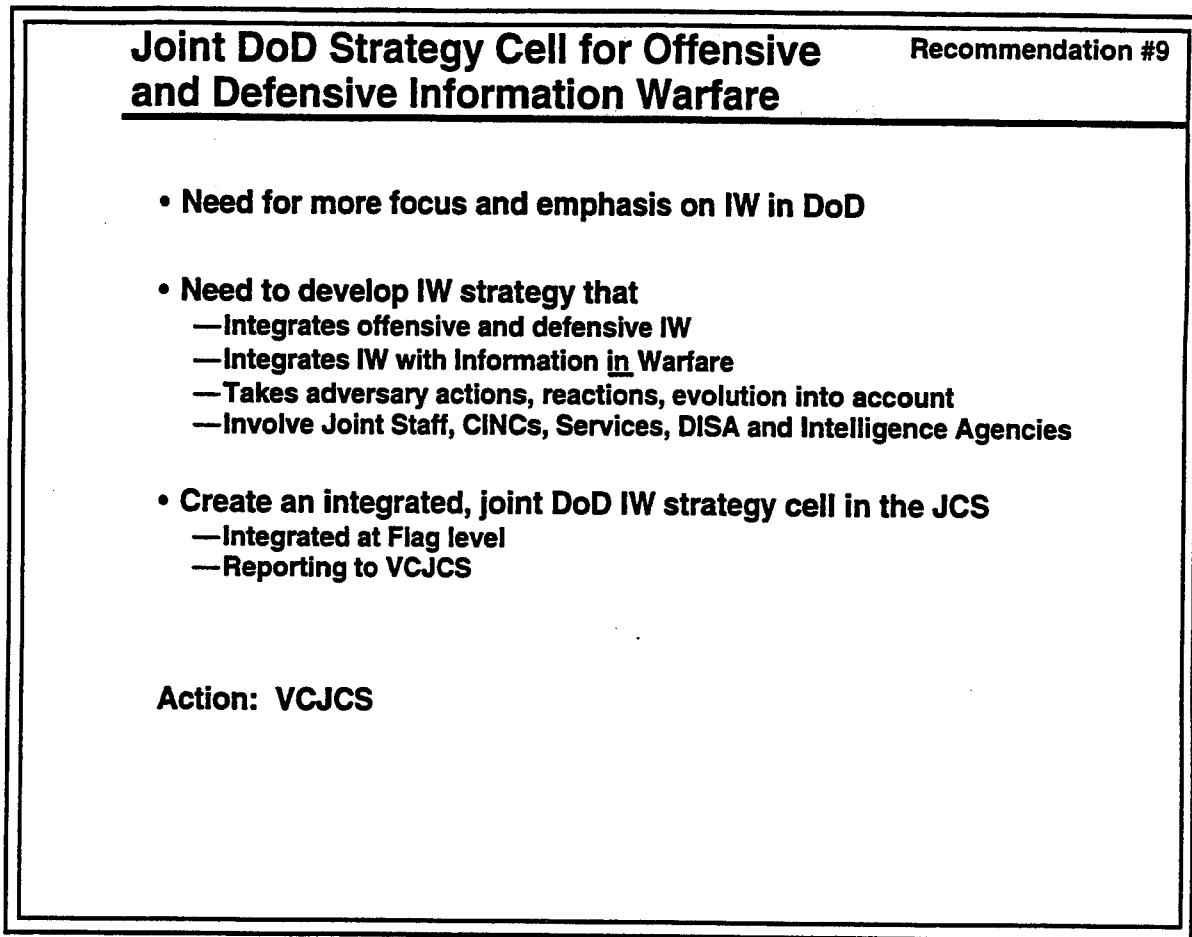 Joint DoD Strategy Cell for Offensive
and Defensive Information Warfare
Recommendation #9
• Need for more focus and emphasis on IW in DoD
• Need to develop IW strategy that
—Integrates offensive and defensive IW
—Integrates IW with Information in Warfare
—Takes adversary actions, reactions, evolution into account
—Involve Joint Staff, CINCs, Services, DISA and Intelligence Agencies
• Create an integrated, joint DoD IW strategy cell in the JCS
—Integrated at Flag level
—Reporting to VCJCS
Action: VCJCS